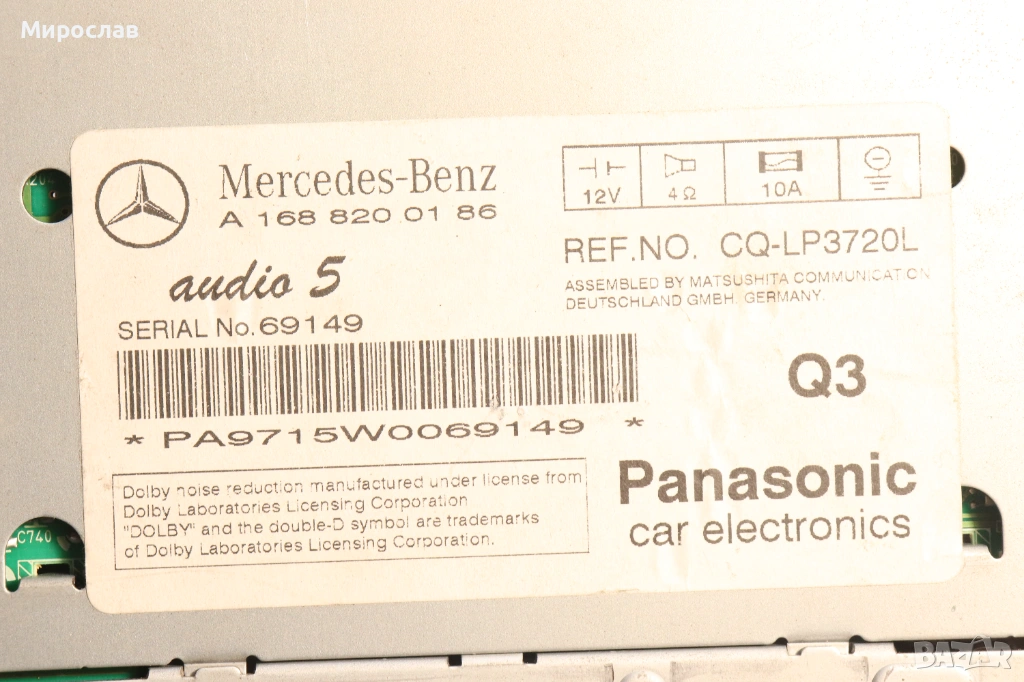 Мирослав
Mercedes-Benz
A 168 820 01 86
12V 4Ω 10A
audio 5
REF.NO. CQ-LP3720L
ASSEMBLED BY MATSUSHITA COMMUNICATION
DEUTSCHLAND GMBH. GERMANY.
SERIAL No.69149
* PA9715W0069149 *
Q3
Dolby noise reduction manufactured under license from
Dolby Laboratories Licensing Corporation
"DOLBY" and the double-D symbol are trademarks
of Dolby Laboratories Licensing Corporation.
Panasonic
car electronics
C740
BAZAR